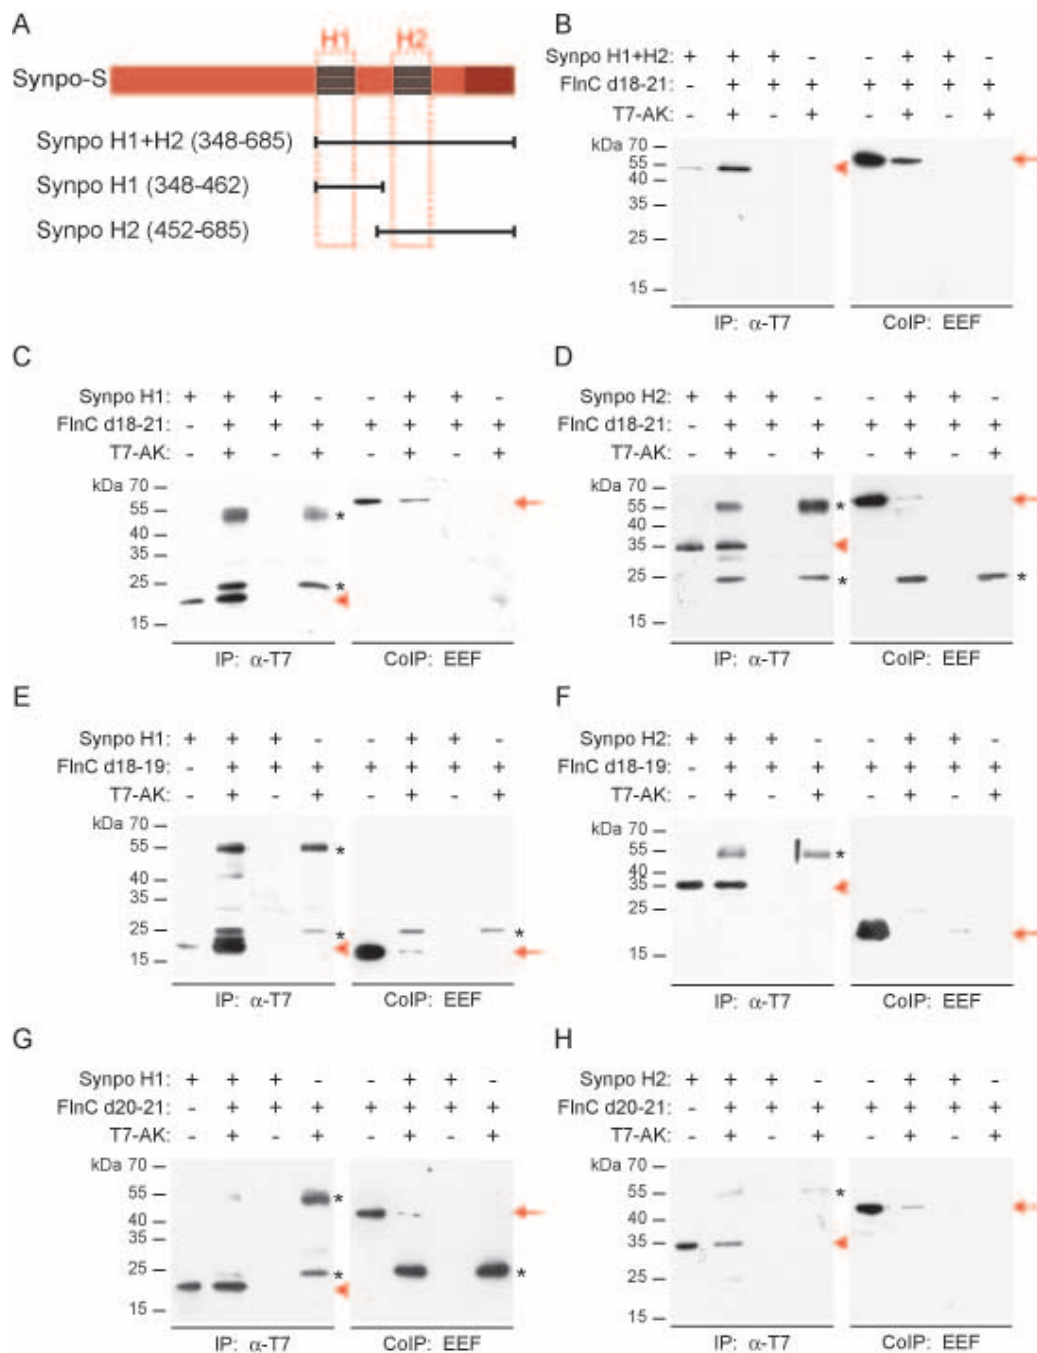 A
H1 H2
Synpo-S
Synpo H1+H2 (348-685)
Synpo H1 (348-462)
Synpo H2 (452-685)
B
Synpo H1+H2: + + + - - + + -
FlnC d18-21: - + + + + + + +
T7-AK: - + - + - + - +
kDa 70
55
40
35
25
15
IP: α-T7 CoIP: EEF
C
Synpo H1: + + + - - + + -
FlnC d18-21: - + + + + + + +
T7-AK: - + - + - + - +
kDa 70
55
40
35
25
15
*
*
IP: α-T7 CoIP: EEF
D
Synpo H2: + + + - - + + -
FlnC d18-21: - + + + + + + +
T7-AK: - + - + - + - +
kDa 70
55
40
35
25
15
*
* *
IP: α-T7 CoIP: EEF
E
Synpo H1: + + + - - + + -
FlnC d18-19: - + + + + + + +
T7-AK: - + - + - + - +
kDa 70
55
40
35
25
15
*
* *
IP: α-T7 CoIP: EEF
F
Synpo H2: + + + - - + + -
FlnC d18-19: - + + + + + + +
T7-AK: - + - + - + - +
kDa 70
55
40
35
25
15
*
IP: α-T7 CoIP: EEF
G
Synpo H1: + + + - - + + -
FlnC d20-21: - + + + + + + +
T7-AK: - + - + - + - +
kDa 70
55
40
35
25
15
*
* *
IP: α-T7 CoIP: EEF
H
Synpo H2: + + + - - + + -
FlnC d20-21: - + + + + + + +
T7-AK: - + - + - + - +
kDa 70
55
40
35
25
15
*
IP: α-T7 CoIP: EEF